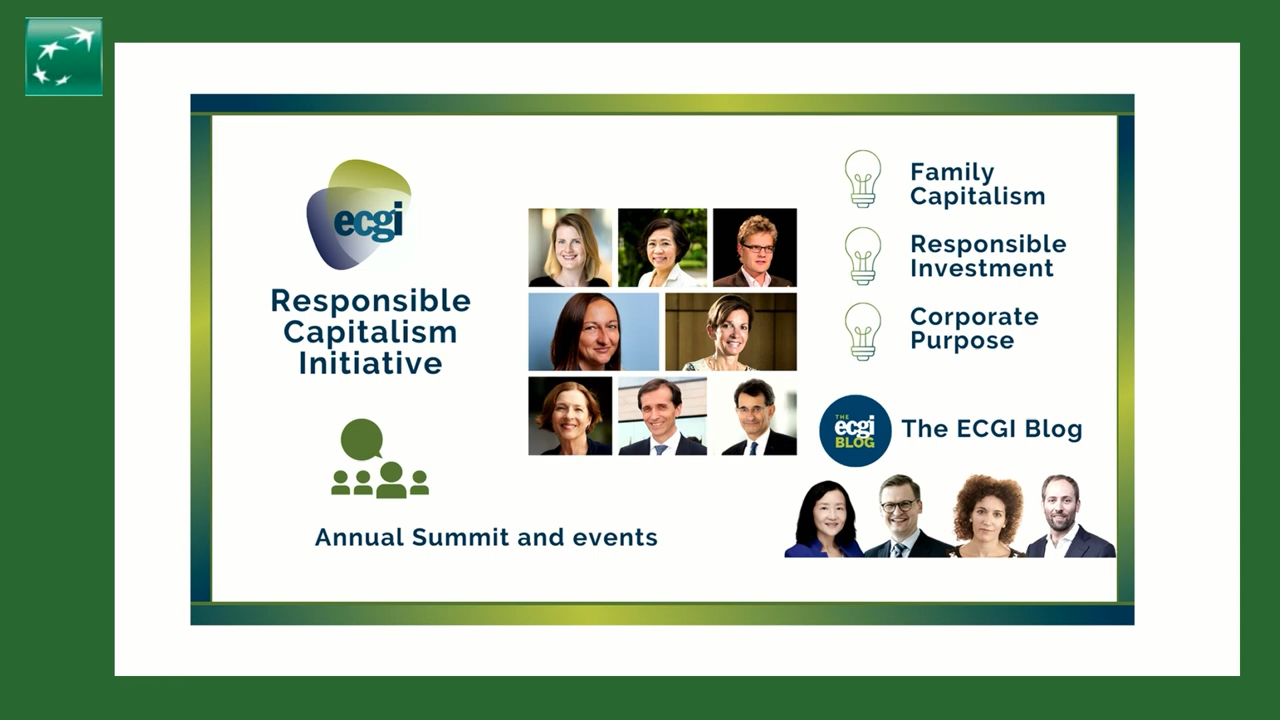 ecgi
Responsible
Capitalism
Initiative
Annual Summit and events
Family
Capitalism
Responsible
Investment
Corporate
Purpose
THE
ecgi
BLOG
The ECGI Blog